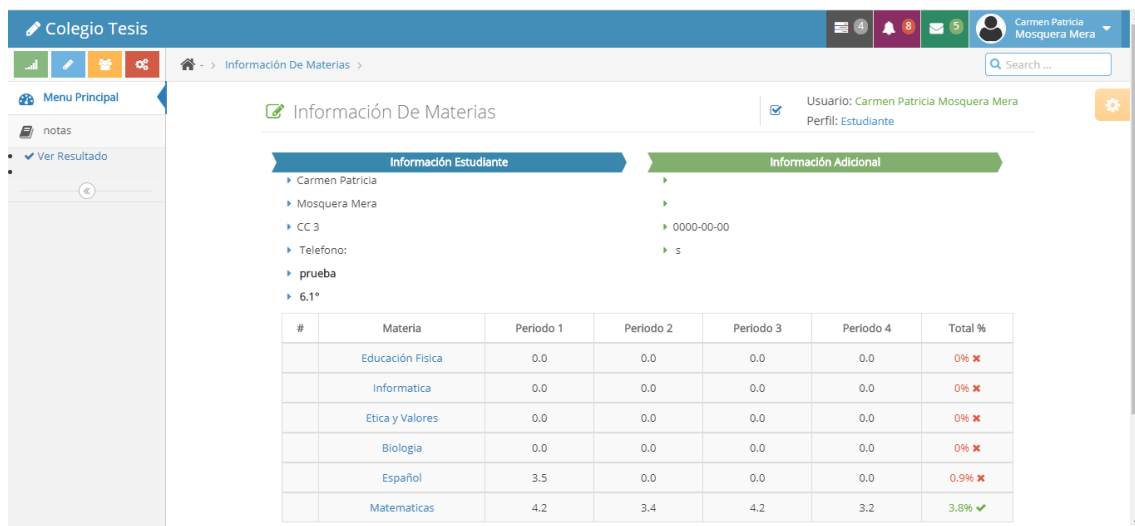 Colegio Tesis
4
8
5
Carmen Patricia
Mosquera Mera
- > Información De Materias >
Search ...
Menu Principal
notas
Ver Resultado
Información De Materias
Usuario: Carmen Patricia Mosquera Mera
Perfil: Estudiante
Información Estudiante
Carmen Patricia
Mosquera Mera
CC 3
Telefono:
prueba
6.1°
Información Adicional
0000-00-00
s
# Materia Periodo 1 Periodo 2 Periodo 3 Periodo 4 Total %
Educación Fisica 0.0 0.0 0.0 0.0 0%
Informatica 0.0 0.0 0.0 0.0 0%
Etica y Valores 0.0 0.0 0.0 0.0 0%
Biologia 0.0 0.0 0.0 0.0 0%
Español 3.5 0.0 0.0 0.0 0.9%
Matematicas 4.2 3.4 4.2 3.2 3.8%